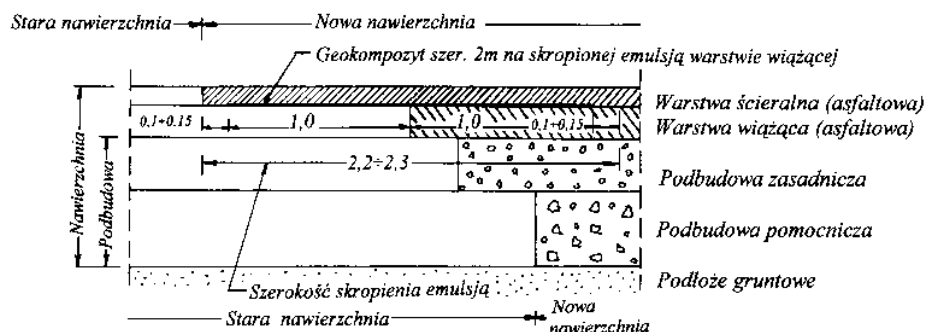 Stara nawierzchnia
Nowa nawierzchnia
Geokompozyt szer. 2m na skropionej emulsją warstwie wiążącej
Warstwa ścieralna (asfaltowa)
0,1÷0,15
1,0
1,0
0,1÷0,15
Warstwa wiążąca (asfaltowa)
2,2÷2,3
Podbudowa zasadnicza
Nawierzchnia
Podbudowa
Podbudowa pomocnicza
Szerokość skropienia emulsją
Podłoże gruntowe
Stara nawierzchnia
Nowa
nawierzchnia